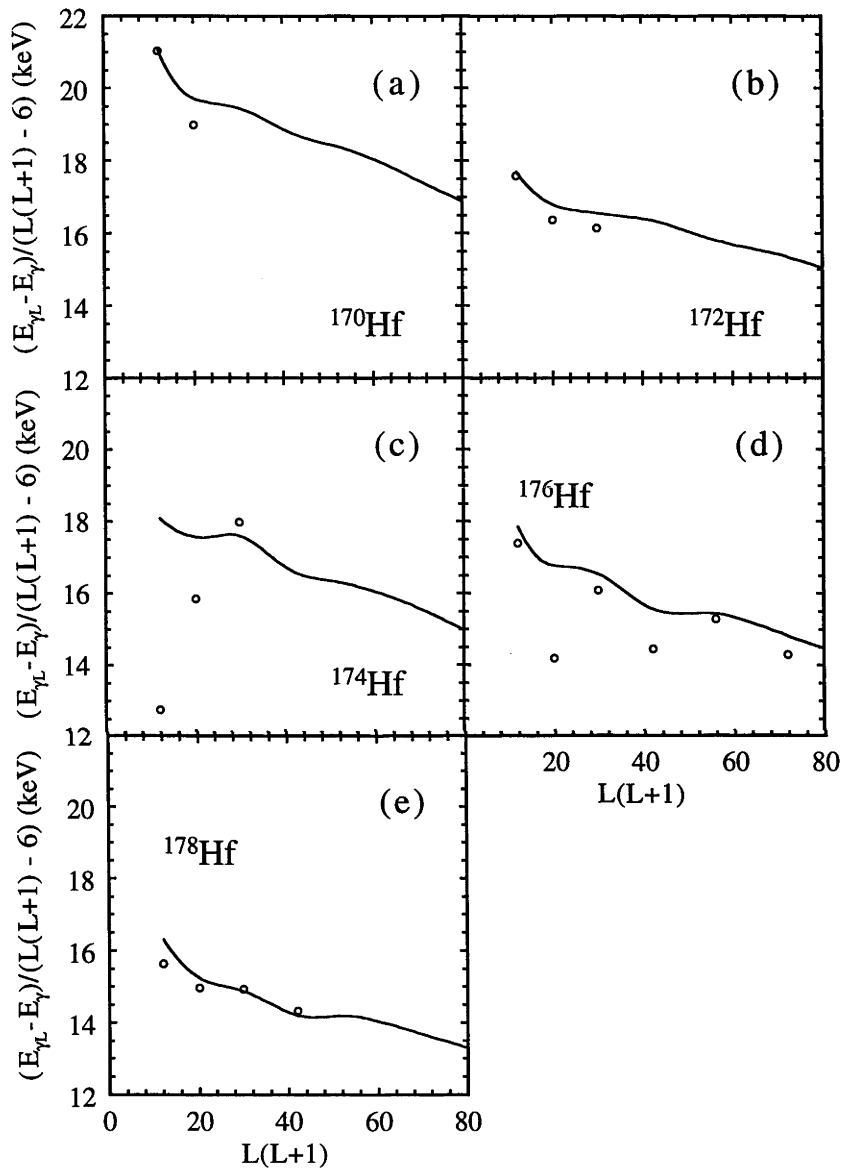 22
20
18
16
14
12
(E_γL-E_γ)/(L(L+1) - 6) (keV)
(a)
¹⁷⁰Hf
(b)
¹⁷²Hf
20
18
16
14
12
(E_γL-E_γ)/(L(L+1) - 6) (keV)
(c)
¹⁷⁴Hf
(d)
¹⁷⁶Hf
20 40 60 80
L(L+1)
20
18
16
14
12
(E_γL-E_γ)/(L(L+1) - 6) (keV)
(e)
¹⁷⁸Hf
0 20 40 60 80
L(L+1)